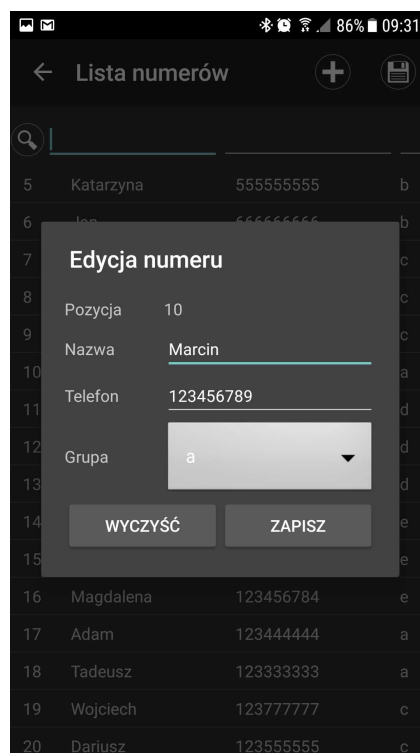 86% 09:31
Lista numerów
5 Katarzyna 555555555 b
6 Jan 666666666 b
7 c
Edycja numeru
8 c
Pozycja 10
9 c
Nazwa Marcin
10 a
Telefon 123456789
11 d
12 d
Grupa a
13 d
14 e
WYCZYŚĆ ZAPISZ
15 e
16 Magdalena 123456784 e
17 Adam 123444444 a
18 Tadeusz 123333333 a
19 Wojciech 123777777 c
20 Dariusz 123555555 c